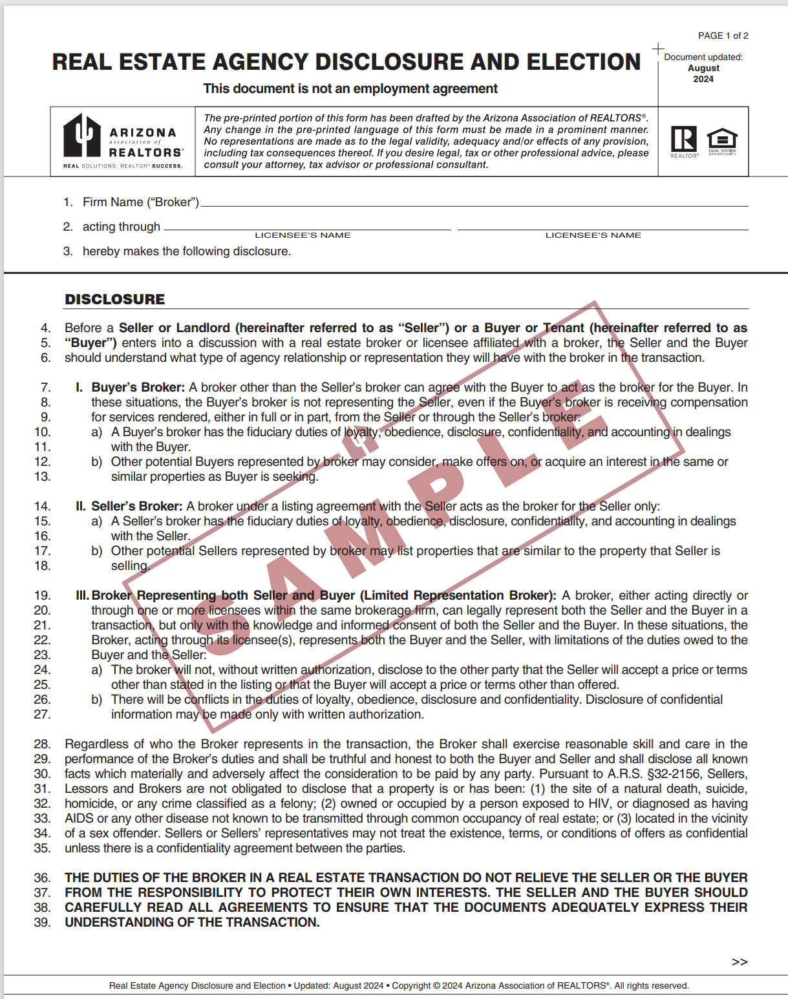 PAGE 1 of 2
REAL ESTATE AGENCY DISCLOSURE AND ELECTION
Document updated:
August
2024
This document is not an employment agreement
ARIZONA
association of
REALTORS®
REAL SOLUTIONS. REALTOR® SUCCESS.
The pre-printed portion of this form has been drafted by the Arizona Association of REALTORS®.
Any change in the pre-printed language of this form must be made in a prominent manner.
No representations are made as to the legal validity, adequacy and/or effects of any provision,
including tax consequences thereof. If you desire legal, tax or other professional advice, please
consult your attorney, tax advisor or professional consultant.
REALTOR®
EQUAL HOUSING
OPPORTUNITY
1. Firm Name (“Broker”)
2. acting through
LICENSEE’S NAME LICENSEE’S NAME
3. hereby makes the following disclosure.
DISCLOSURE
4. Before a Seller or Landlord (hereinafter referred to as “Seller”) or a Buyer or Tenant (hereinafter referred to as
5. “Buyer”) enters into a discussion with a real estate broker or licensee affiliated with a broker, the Seller and the Buyer
6. should understand what type of agency relationship or representation they will have with the broker in the transaction.
7. I. Buyer’s Broker: A broker other than the Seller’s broker can agree with the Buyer to act as the broker for the Buyer. In
8. these situations, the Buyer’s broker is not representing the Seller, even if the Buyer’s broker is receiving compensation
9. for services rendered, either in full or in part, from the Seller or through the Seller’s broker:
10. a) A Buyer’s broker has the fiduciary duties of loyalty, obedience, disclosure, confidentiality, and accounting in dealings
11. with the Buyer.
12. b) Other potential Buyers represented by broker may consider, make offers on, or acquire an interest in the same or
13. similar properties as Buyer is seeking.
14. II. Seller’s Broker: A broker under a listing agreement with the Seller acts as the broker for the Seller only:
15. a) A Seller’s broker has the fiduciary duties of loyalty, obedience, disclosure, confidentiality, and accounting in dealings
16. with the Seller.
17. b) Other potential Sellers represented by broker may list properties that are similar to the property that Seller is
18. selling.
19. III. Broker Representing both Seller and Buyer (Limited Representation Broker): A broker, either acting directly or
20. through one or more licensees within the same brokerage firm, can legally represent both the Seller and the Buyer in a
21. transaction, but only with the knowledge and informed consent of both the Seller and the Buyer. In these situations, the
22. Broker, acting through its licensee(s), represents both the Buyer and the Seller, with limitations of the duties owed to the
23. Buyer and the Seller:
24. a) The broker will not, without written authorization, disclose to the other party that the Seller will accept a price or terms
25. other than stated in the listing or that the Buyer will accept a price or terms other than offered.
26. b) There will be conflicts in the duties of loyalty, obedience, disclosure and confidentiality. Disclosure of confidential
27. information may be made only with written authorization.
28. Regardless of who the Broker represents in the transaction, the Broker shall exercise reasonable skill and care in the
29. performance of the Broker’s duties and shall be truthful and honest to both the Buyer and Seller and shall disclose all known
30. facts which materially and adversely affect the consideration to be paid by any party. Pursuant to A.R.S. §32-2156, Sellers,
31. Lessors and Brokers are not obligated to disclose that a property is or has been: (1) the site of a natural death, suicide,
32. homicide, or any crime classified as a felony; (2) owned or occupied by a person exposed to HIV, or diagnosed as having
33. AIDS or any other disease not known to be transmitted through common occupancy of real estate; or (3) located in the vicinity
34. of a sex offender. Sellers or Sellers’ representatives may not treat the existence, terms, or conditions of offers as confidential
35. unless there is a confidentiality agreement between the parties.
36. THE DUTIES OF THE BROKER IN A REAL ESTATE TRANSACTION DO NOT RELIEVE THE SELLER OR THE BUYER
37. FROM THE RESPONSIBILITY TO PROTECT THEIR OWN INTERESTS. THE SELLER AND THE BUYER SHOULD
38. CAREFULLY READ ALL AGREEMENTS TO ENSURE THAT THE DOCUMENTS ADEQUATELY EXPRESS THEIR
39. UNDERSTANDING OF THE TRANSACTION.
SAMPLE
>>
Real Estate Agency Disclosure and Election • Updated: August 2024 • Copyright © 2024 Arizona Association of REALTORS®. All rights reserved.